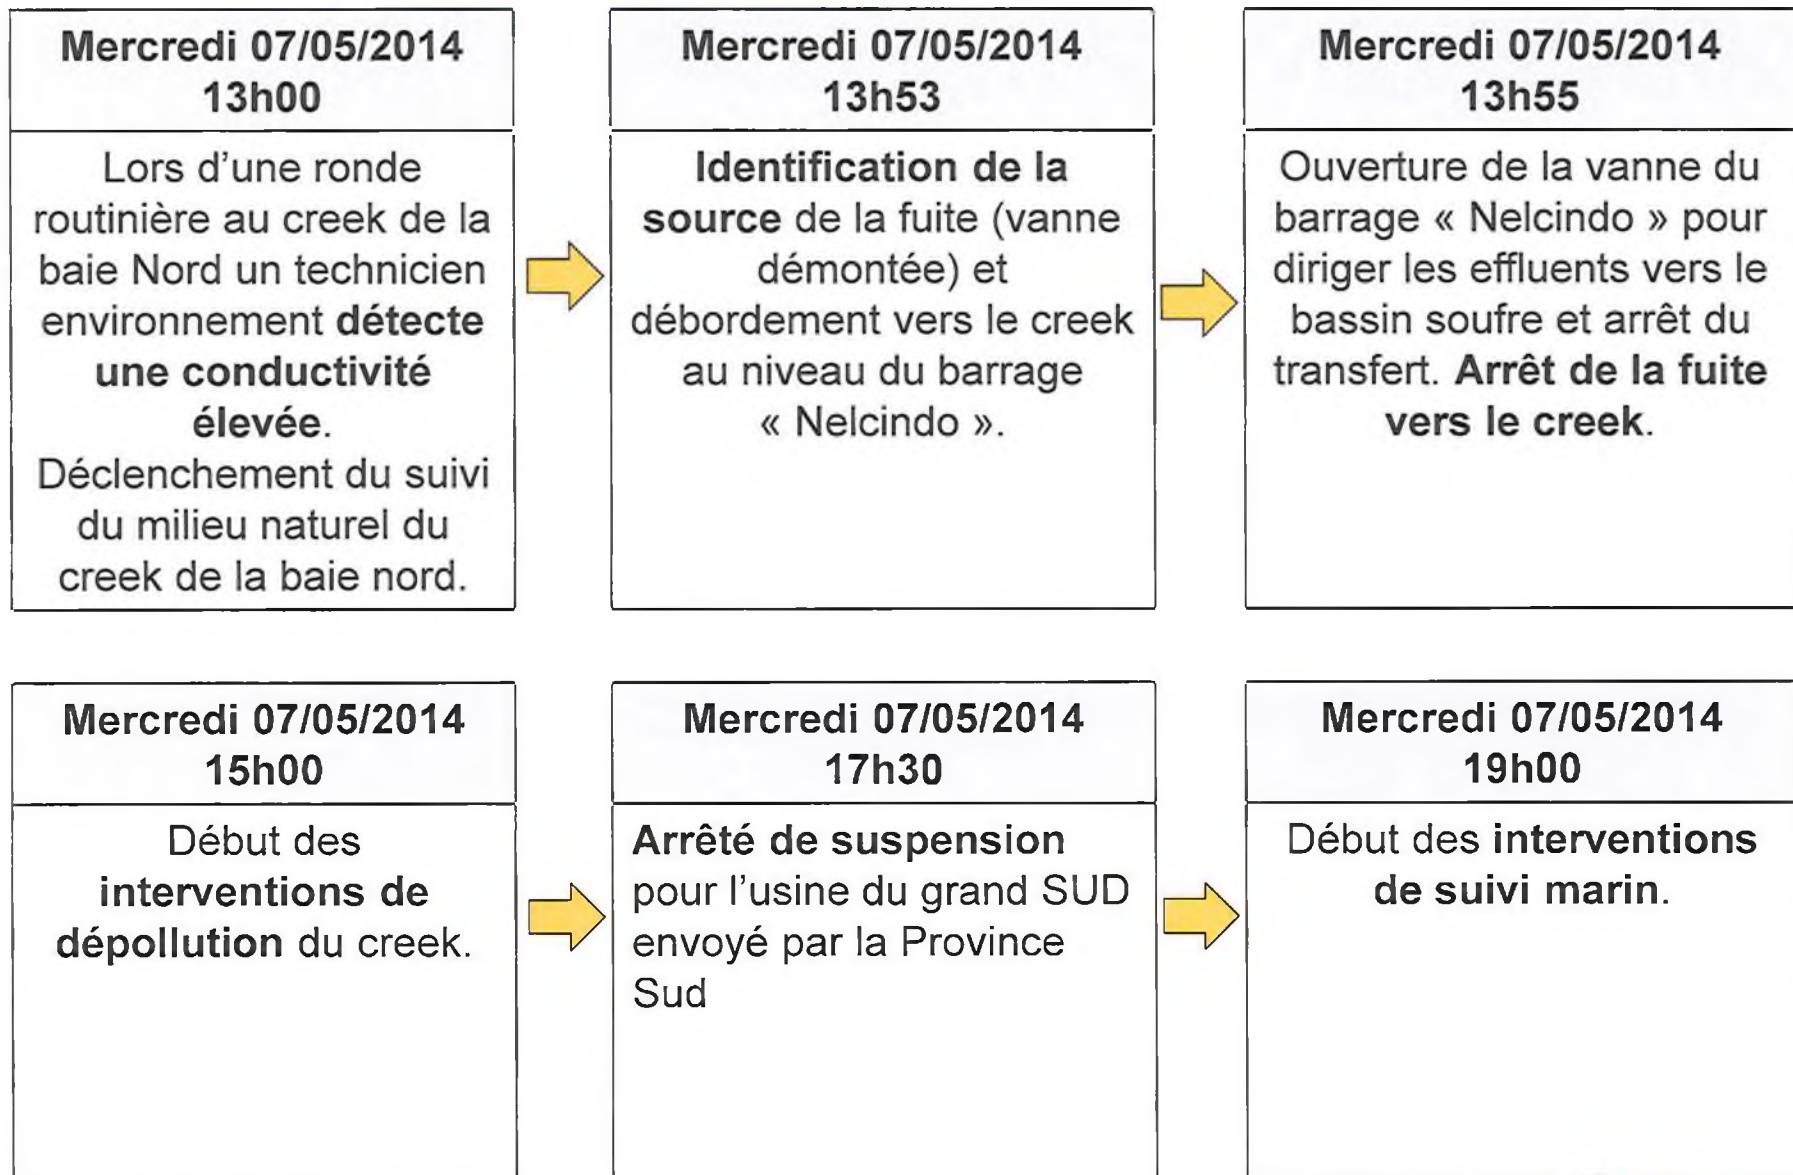 Mercredi 07/05/2014
13h00
Lors d'une ronde
routinière au creek de la
baie Nord un technicien
environnement détecte
une conductivité
élevée.
Déclenchement du suivi
du milieu naturel du
creek de la baie nord.
Mercredi 07/05/2014
13h53
Identification de la
source de la fuite (vanne
démontée) et
débordement vers le creek
au niveau du barrage
« Nelcindo ».
Mercredi 07/05/2014
13h55
Ouverture de la vanne du
barrage « Nelcindo » pour
diriger les effluents vers le
bassin soufre et arrêt du
transfert. Arrêt de la fuite
vers le creek.
Mercredi 07/05/2014
15h00
Début des
interventions de
dépollution du creek.
Mercredi 07/05/2014
17h30
Arrêté de suspension
pour l'usine du grand SUD
envoyé par la Province
Sud
Mercredi 07/05/2014
19h00
Début des interventions
de suivi marin.